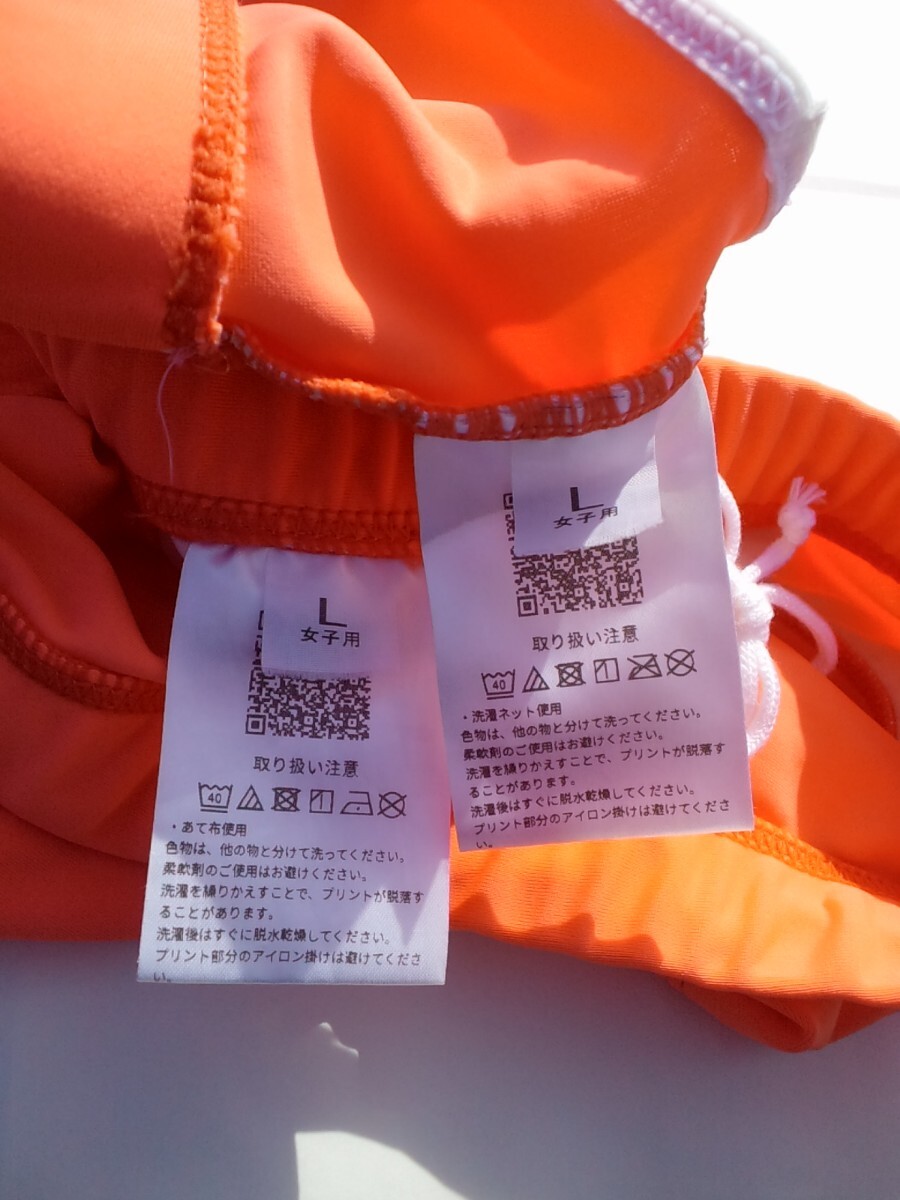 L
女子用
取り扱い注意
40
・あて布使用
色物は、他の物と分けて洗ってください。
柔軟剤のご使用はお避けください。
洗濯を繰りかえすことで、プリントが脱落す
ることがあります。
洗濯後はすぐに脱水乾燥してください。
プリント部分のアイロン掛けは避けてくださ
い。
L
女子用
取り扱い注意
40
・洗濯ネット使用
色物は、他の物と分けて洗ってください。
柔軟剤のご使用はお避けください。
洗濯を繰りかえすことで、プリントが脱落す
ることがあります。
洗濯後はすぐに脱水乾燥してください。
プリント部分のアイロン掛けは避けてくださ
い。